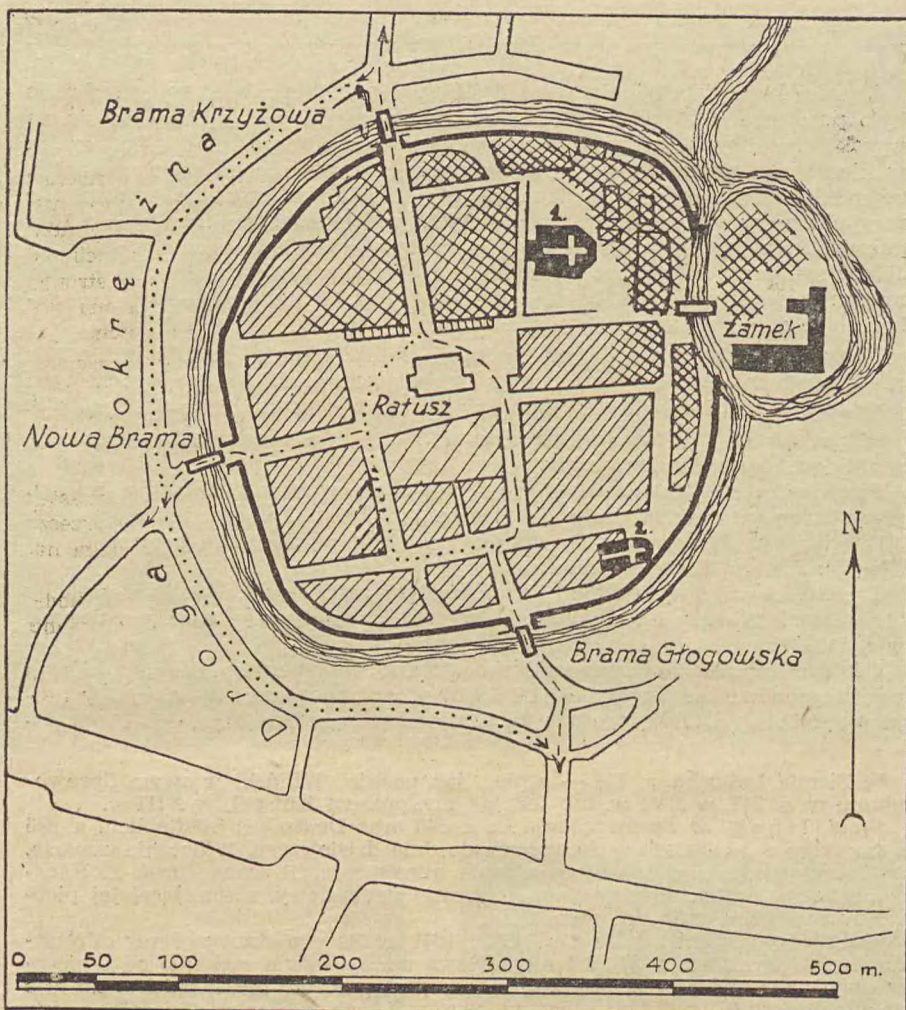 Brama Krzyżowa
1.
Zamek
Ratusz
Nowa Brama
2.
Brama Głogowska
Droga okrężna
N
0 50 100 200 300 400 500 m.